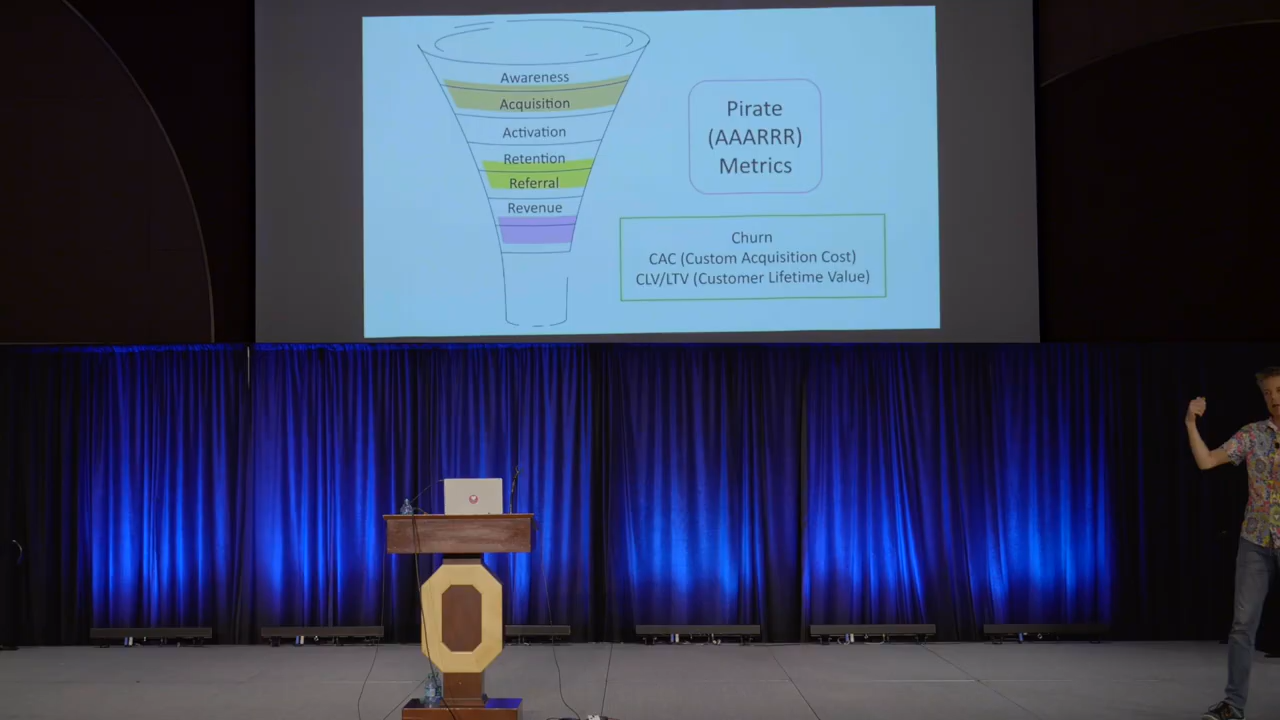 Awareness
Acquisition
Activation
Retention
Referral
Revenue
Pirate
(AAARRR)
Metrics
Churn
CAC (Custom Acquisition Cost)
CLV/LTV (Customer Lifetime Value)